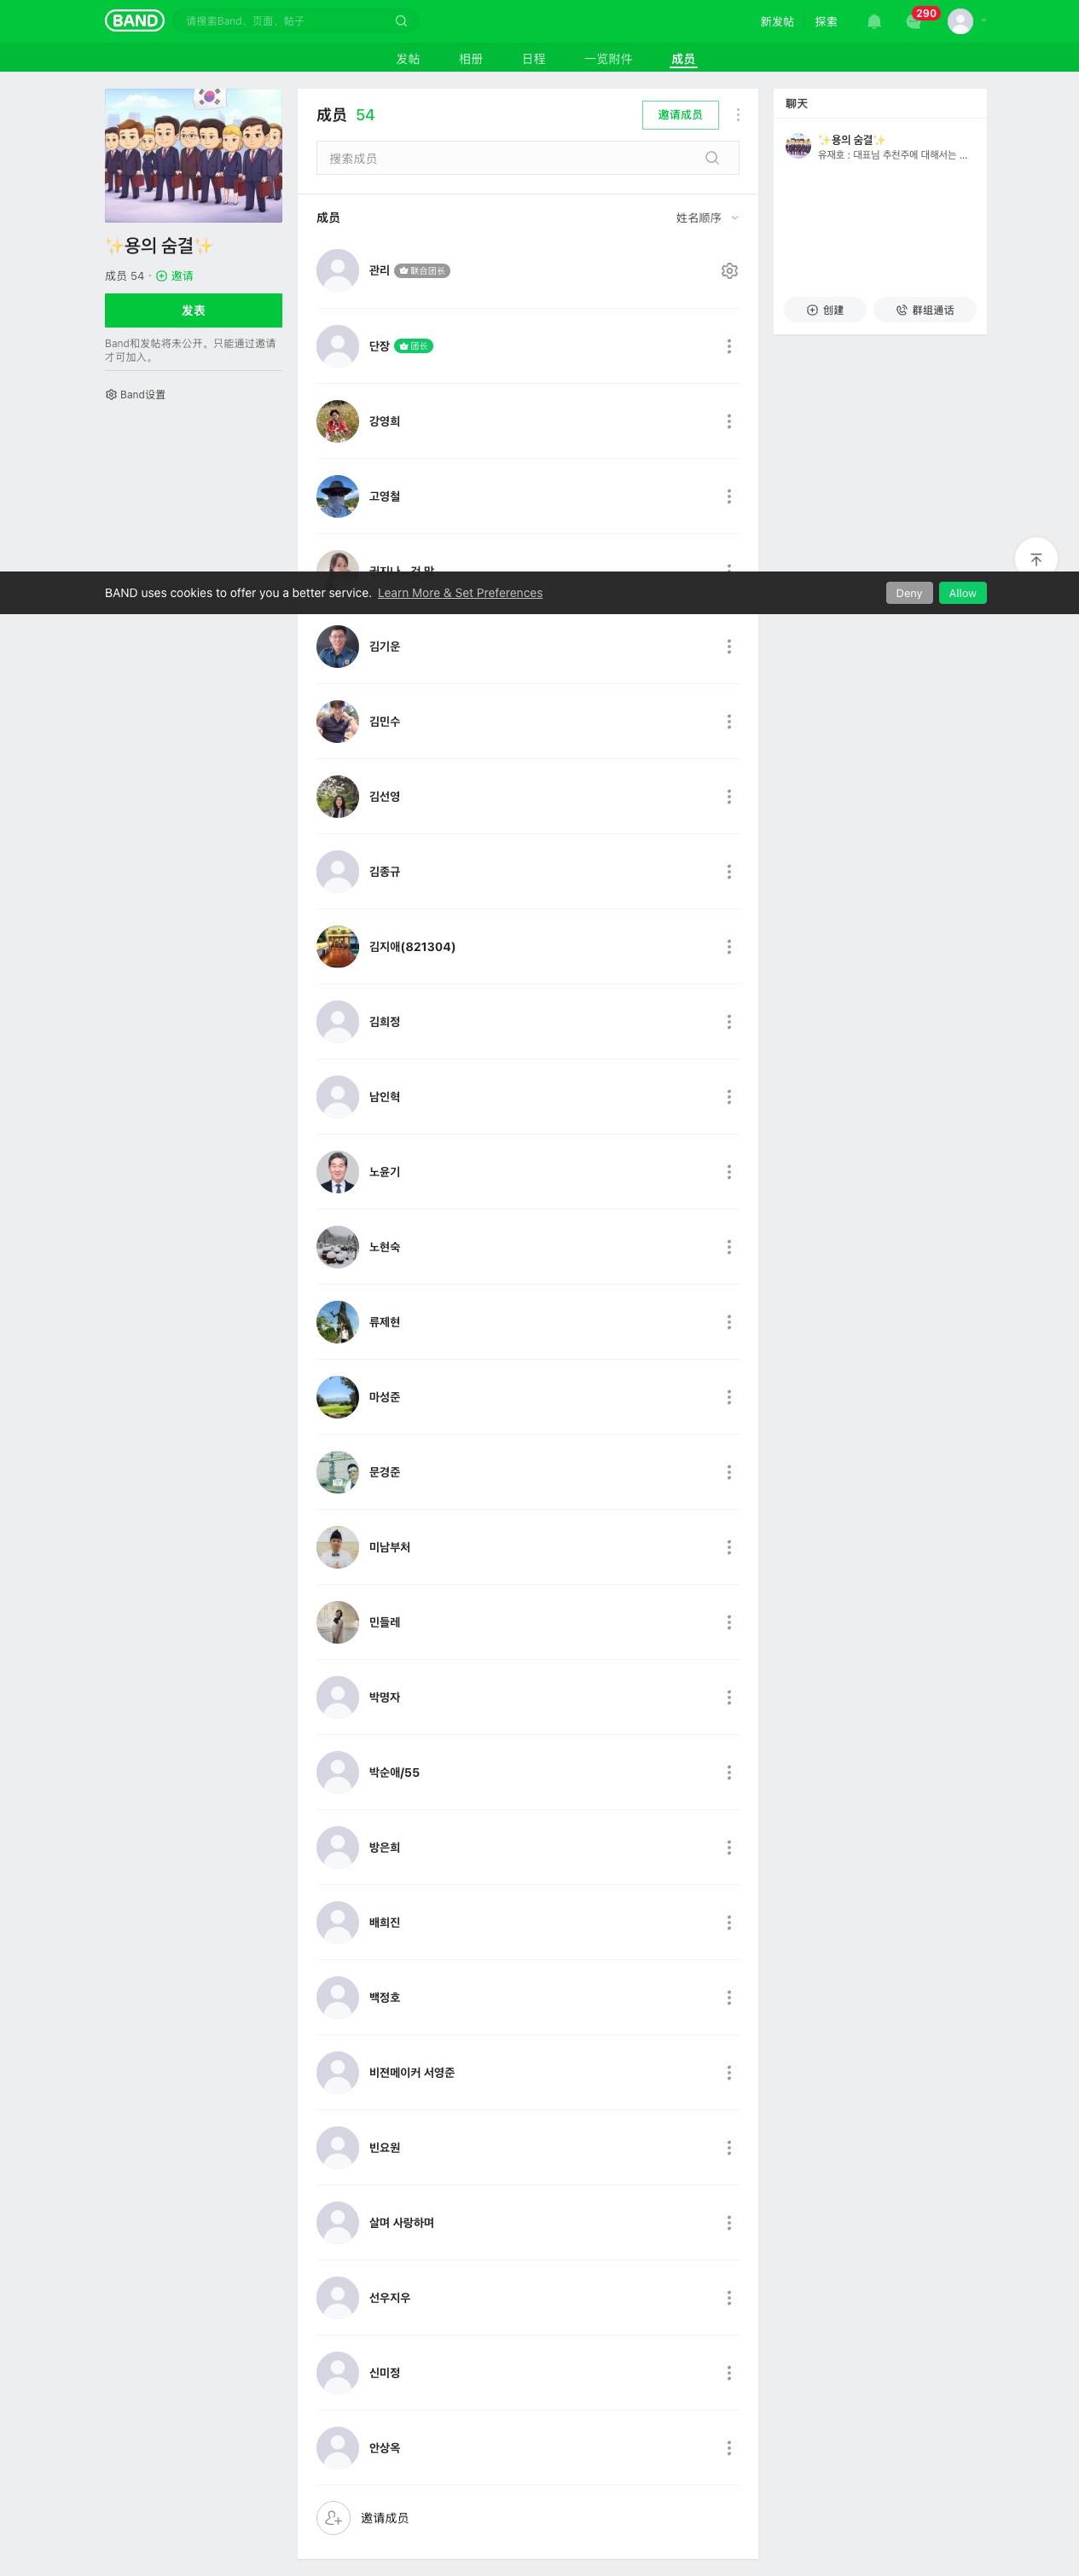 BAND
请搜索Band、页面、帖子
新发帖
探索
290
发帖
相册
日程
一览附件
成员
✨용의 숨결✨
成员 54 · 邀请
发表
Band和发帖将未公开。只能通过邀请
才可加入。
Band设置
成员 54
邀请成员
搜索成员
成员
姓名顺序
관리 联合团长
단장 团长
강영희
고영철
BAND uses cookies to offer you a better service. Learn More & Set Preferences
Deny
Allow
김기운
김민수
김선영
김종규
김지애(821304)
김희정
남인혁
노윤기
노현숙
류제현
마성준
문경준
미남부처
민들레
박명자
박순애/55
방은희
배희진
백정호
비젼메이커 서영준
빈요원
살며 사랑하며
선우지우
신미정
안상옥
邀请成员
聊天
✨용의 숨결✨
유재호 : 대표님 추천주에 대해서는 ...
创建
群组通话